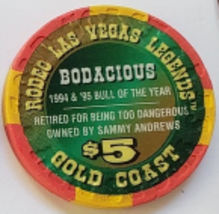 RODEO LAS VEGAS LEGENDS TM
BODACIOUS
1994 & '95 BULL OF THE YEAR
RETIRED FOR BEING TOO DANGEROUS
OWNED BY SAMMY ANDREWS
$5
GOLD COAST